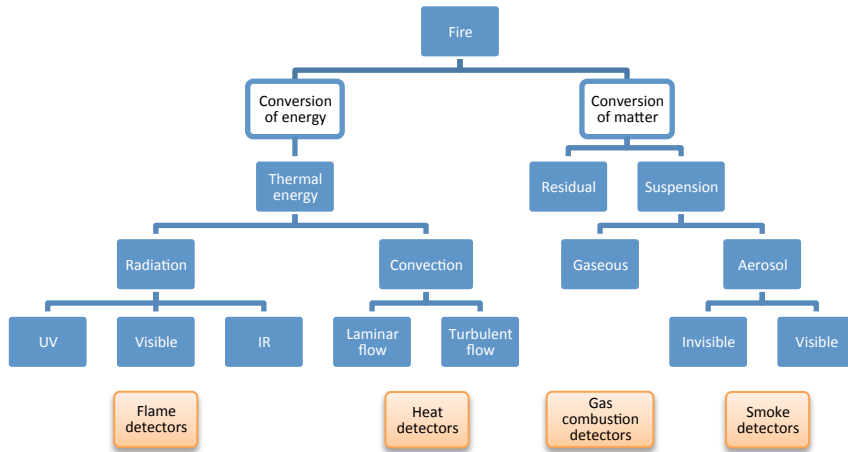 Fire
Conversion
of energy
Conversion
of matter
Thermal
energy
Residual
Suspension
Radiation
Convection
Gaseous
Aerosol
UV
Visible
IR
Laminar
flow
Turbulent
flow
Invisible
Visible
Flame
detectors
Heat
detectors
Gas
combustion
detectors
Smoke
detectors